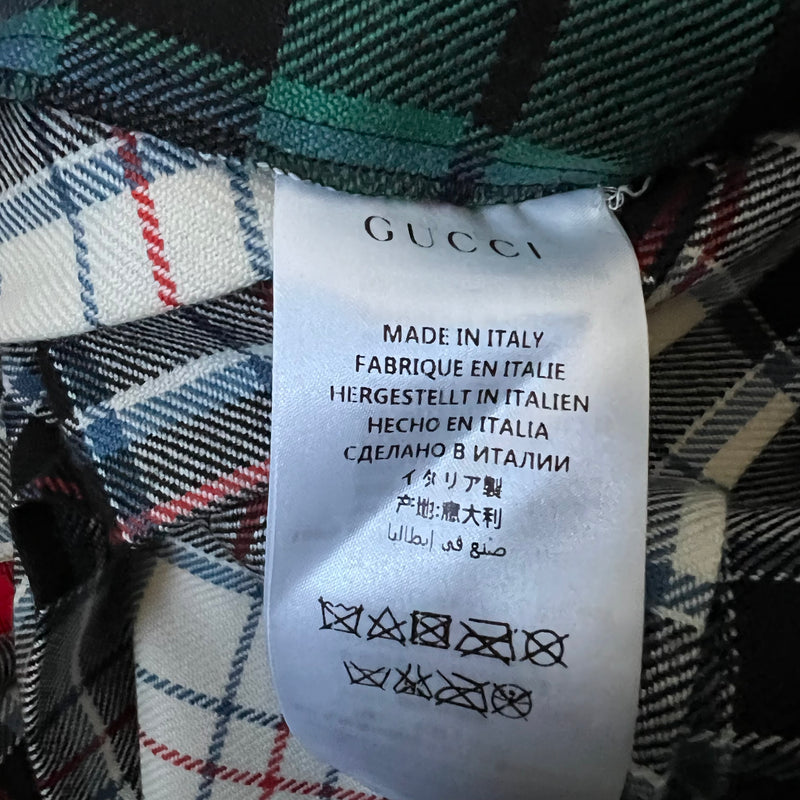 GUCCI
MADE IN ITALY
FABRIQUE EN ITALIE
HERGESTELLT IN ITALIEN
HECHO EN ITALIA
СДЕЛАНО В ИТАЛИИ
イタリア製
产地:意大利
صنع في إيطاليا